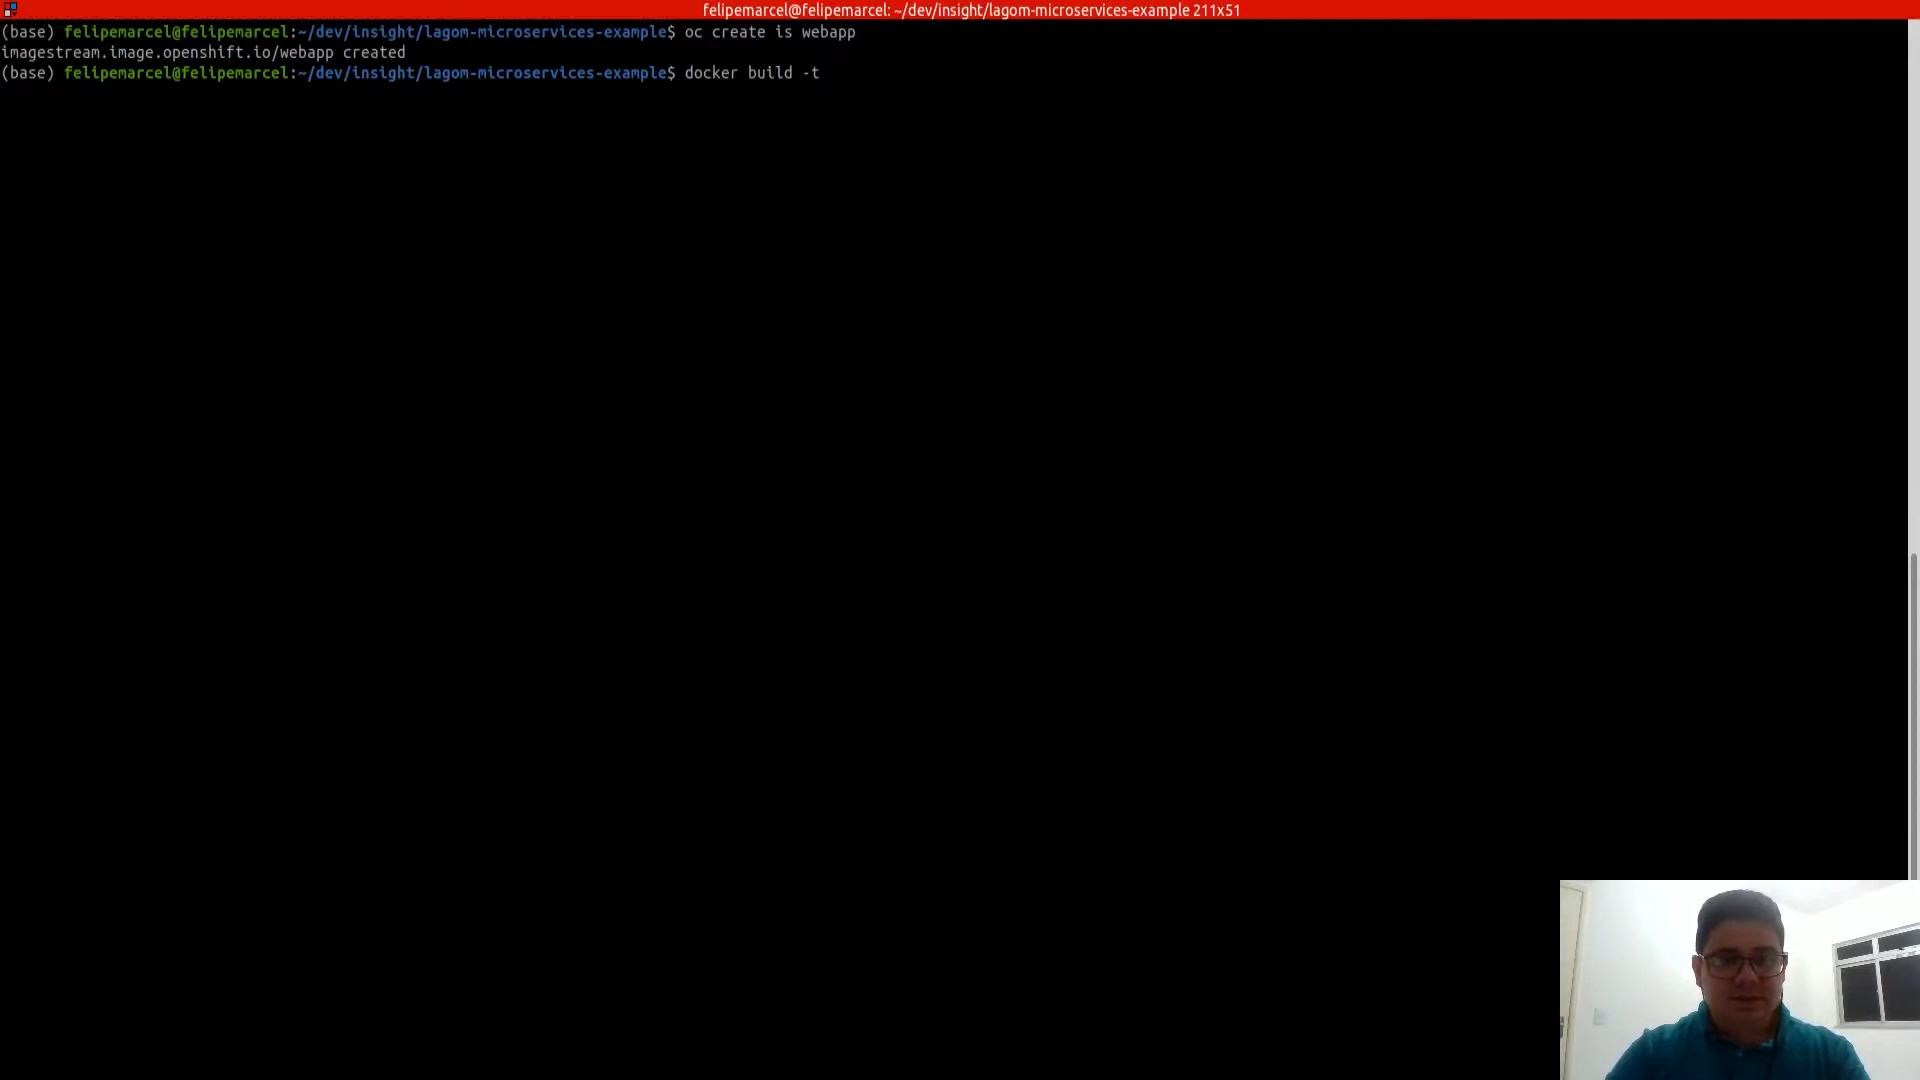 felipemarcel@felipemarcel: ~/dev/insight/lagom-microservices-example 211x51
(base) felipemarcel@felipemarcel:~/dev/insight/lagom-microservices-example$ oc create is webapp
imagestream.image.openshift.io/webapp created
(base) felipemarcel@felipemarcel:~/dev/insight/lagom-microservices-example$ docker build -t